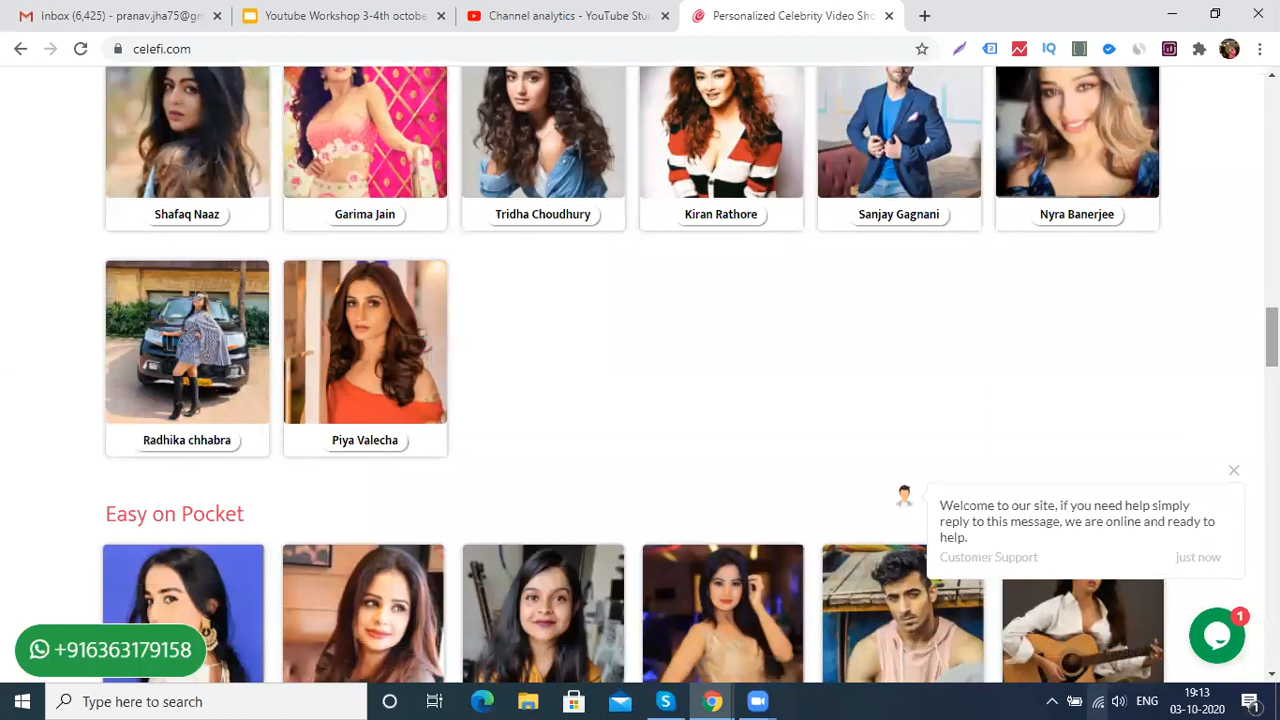 Inbox (6,425) - pranav.jha75@gm
Youtube Workshop 3-4th octobe
Channel analytics - YouTube Stu
Personalized Celebrity Video Sho
celefi.com
Shafaq Naaz
Garima Jain
Tridha Choudhury
Kiran Rathore
Sanjay Gagnani
Nyra Banerjee
Radhika chhabra
Piya Valecha
Easy on Pocket
Welcome to our site, if you need help simply
reply to this message, we are online and ready to
help.
Customer Support
just now
+916363179158
1
Type here to search
ENG
19:13
03-10-2020
1